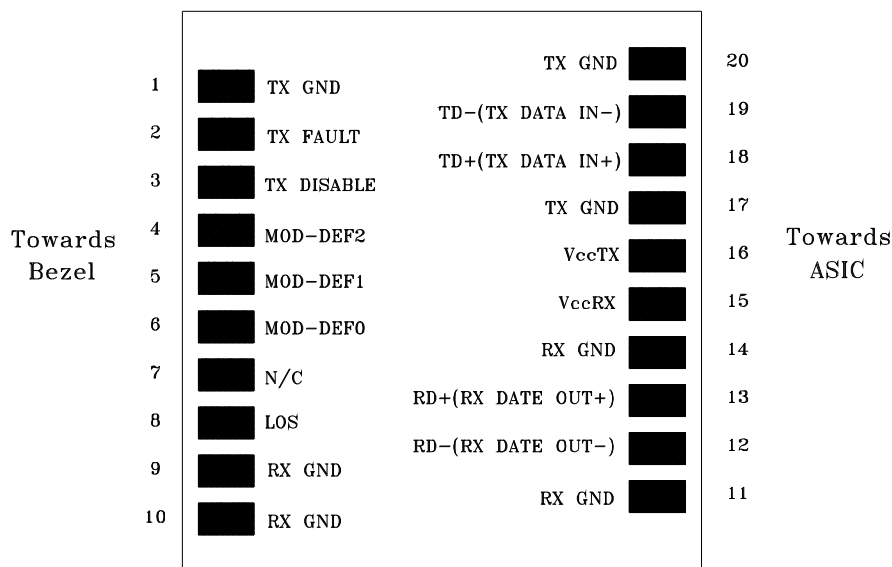 Towards
Bezel
1 TX GND
2 TX FAULT
3 TX DISABLE
4 MOD-DEF2
5 MOD-DEF1
6 MOD-DEF0
7 N/C
8 LOS
9 RX GND
10 RX GND
TX GND 20
TD-(TX DATA IN-) 19
TD+(TX DATA IN+) 18
TX GND 17
VccTX 16
VccRX 15
RX GND 14
RD+(RX DATE OUT+) 13
RD-(RX DATE OUT-) 12
RX GND 11
Towards
ASIC